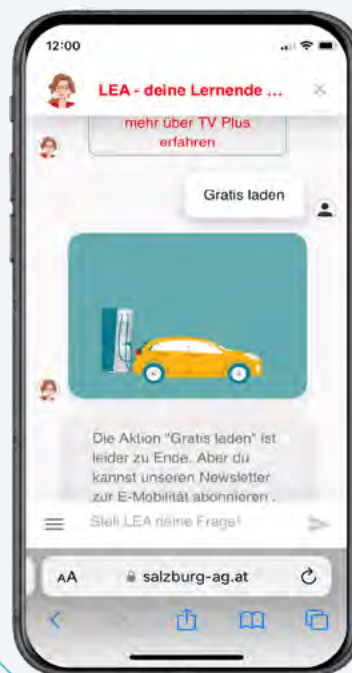 12:00
LEA - deine Lernende ...
mehr über TV Plus
erfahren
Gratis laden
Die Aktion "Gratis laden" ist
leider zu Ende. Aber du
kannst unseren Newsletter
zur E-Mobilität abonnieren .
Stell LEA deine Frage!
AA
salzburg-ag.at